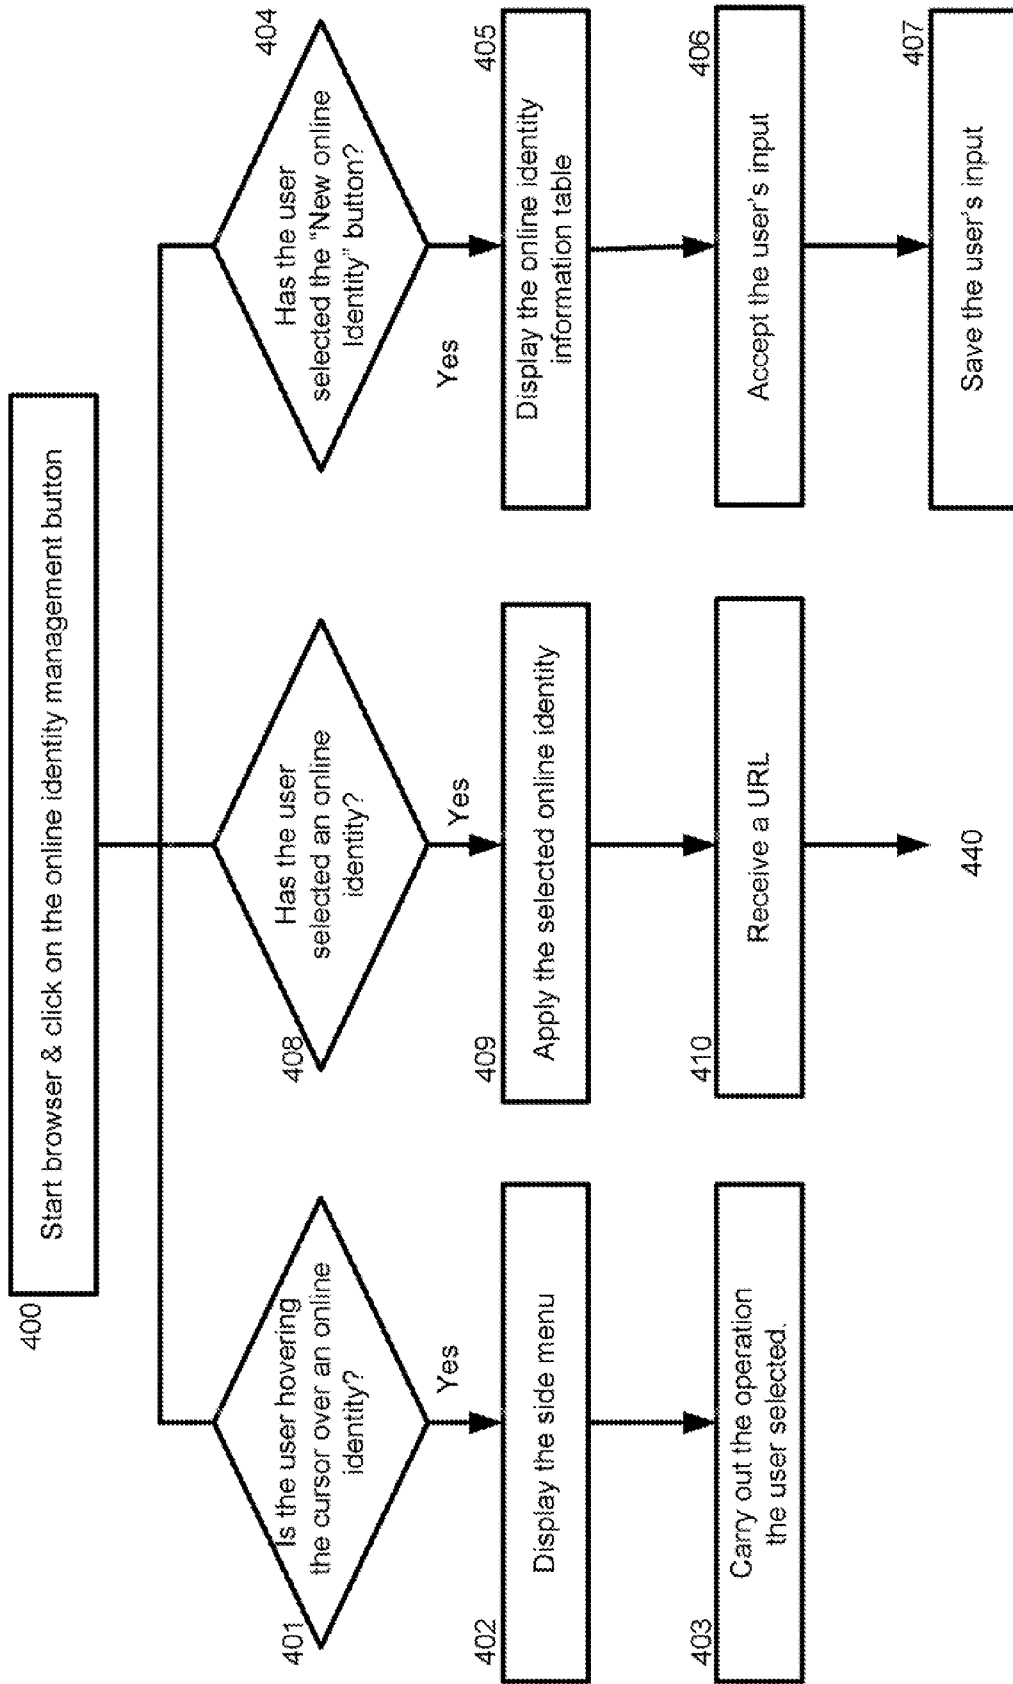 400
Start browser & click on the online identity management button
401
Is the user hovering
the cursor over an online
identity?
Yes
402
Display the side menu
403
Carry out the operation
the user selected.
408
Has the user
selected an online
identity?
Yes
409
Apply the selected online identity
410
Receive a URL
440
404
Has the user
selected the "New online
Identity" button?
Yes
405
Display the online identity
information table
406
Accept the user's input
407
Save the user's input